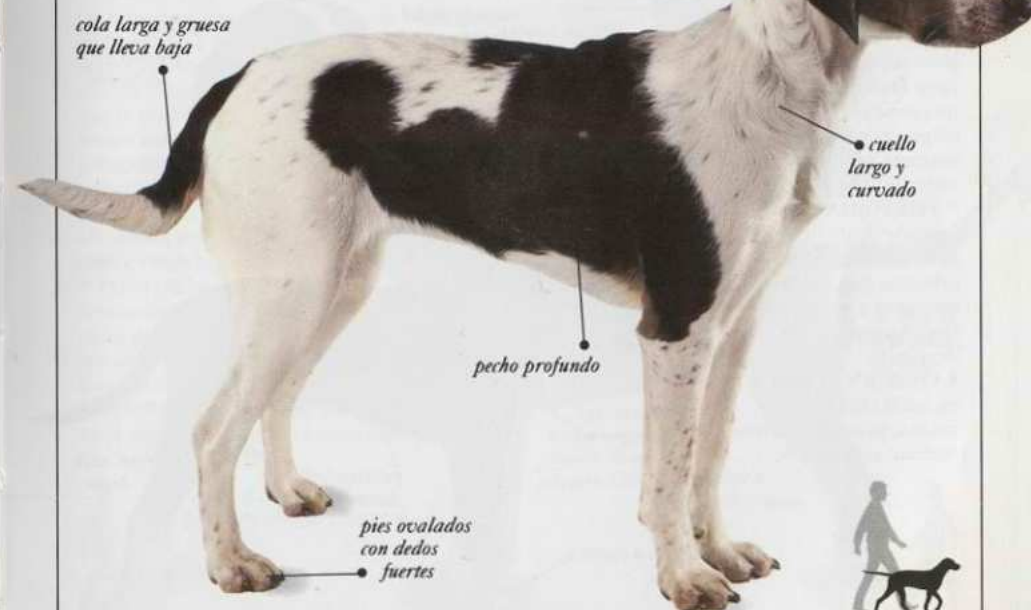 cola larga y gruesa
que lleva baja
cuello
largo y
curvado
pecho profundo
pies ovalados
con dedos
fuertes